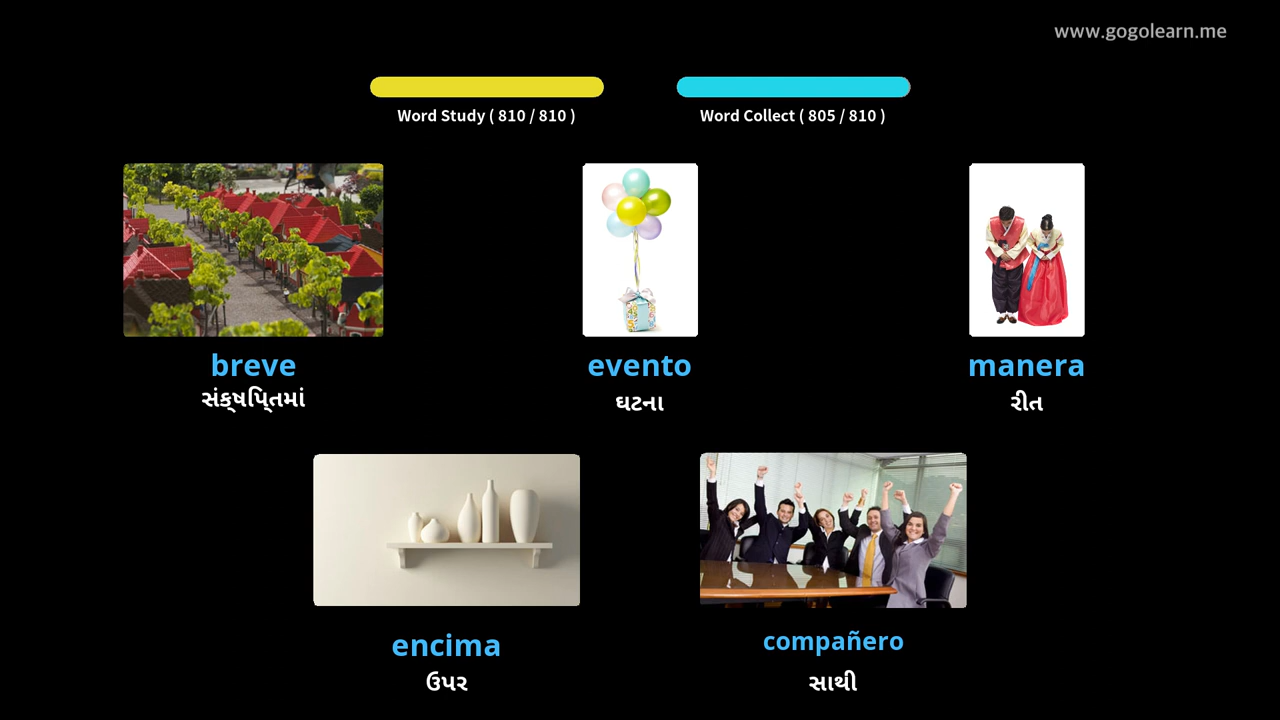 www.gogolearn.me
Word Study ( 810 / 810 )
Word Collect ( 805 / 810 )
breve
સંક્ષપિ્તમાં
evento
ઘટના
manera
રીત
encima
ઉપર
compañero
સાથી